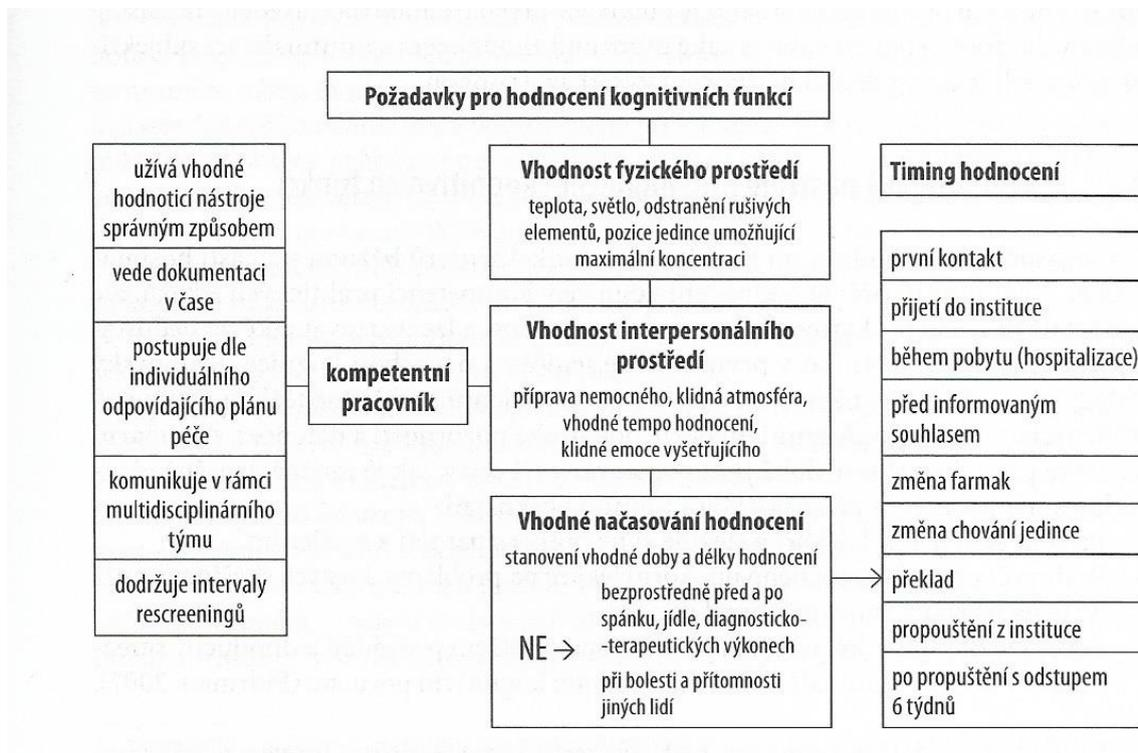 Požadavky pro hodnocení kognitivních funkcí
užívá vhodné
hodnoticí nástroje
správným způsobem
vede dokumentaci
v čase
postupuje dle
individuálního
odpovídajícího plánu
péče
komunikuje v rámci
multidisciplinárního
týmu
dodržuje intervaly
rescreeningů
kompetentní
pracovník
Vhodnost fyzického prostředí
teplota, světlo, odstranění rušivých
elementů, pozice jedince umožňující
maximální koncentraci
Vhodnost interpersonálního
prostředí
příprava nemocného, klidná atmosféra,
vhodné tempo hodnocení,
klidné emoce vyšetřujícího
Vhodné načasování hodnocení
stanovení vhodné doby a délky hodnocení
bezprostředně před a po
spánku, jídle, diagnosticko-
-terapeutických výkonech
NE →
při bolesti a přítomnosti
jiných lidí
Timing hodnocení
první kontakt
přijetí do instituce
během pobytu (hospitalizace)
před informovaným
souhlasem
změna farmak
změna chování jedince
překlad
propouštění z instituce
po propuštění s odstupem
6 týdnů